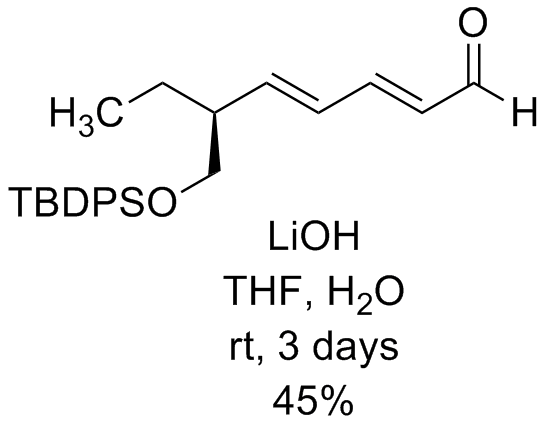 O
H₃C
H
TBDPSO
LiOH
THF, H₂O
rt, 3 days
45%